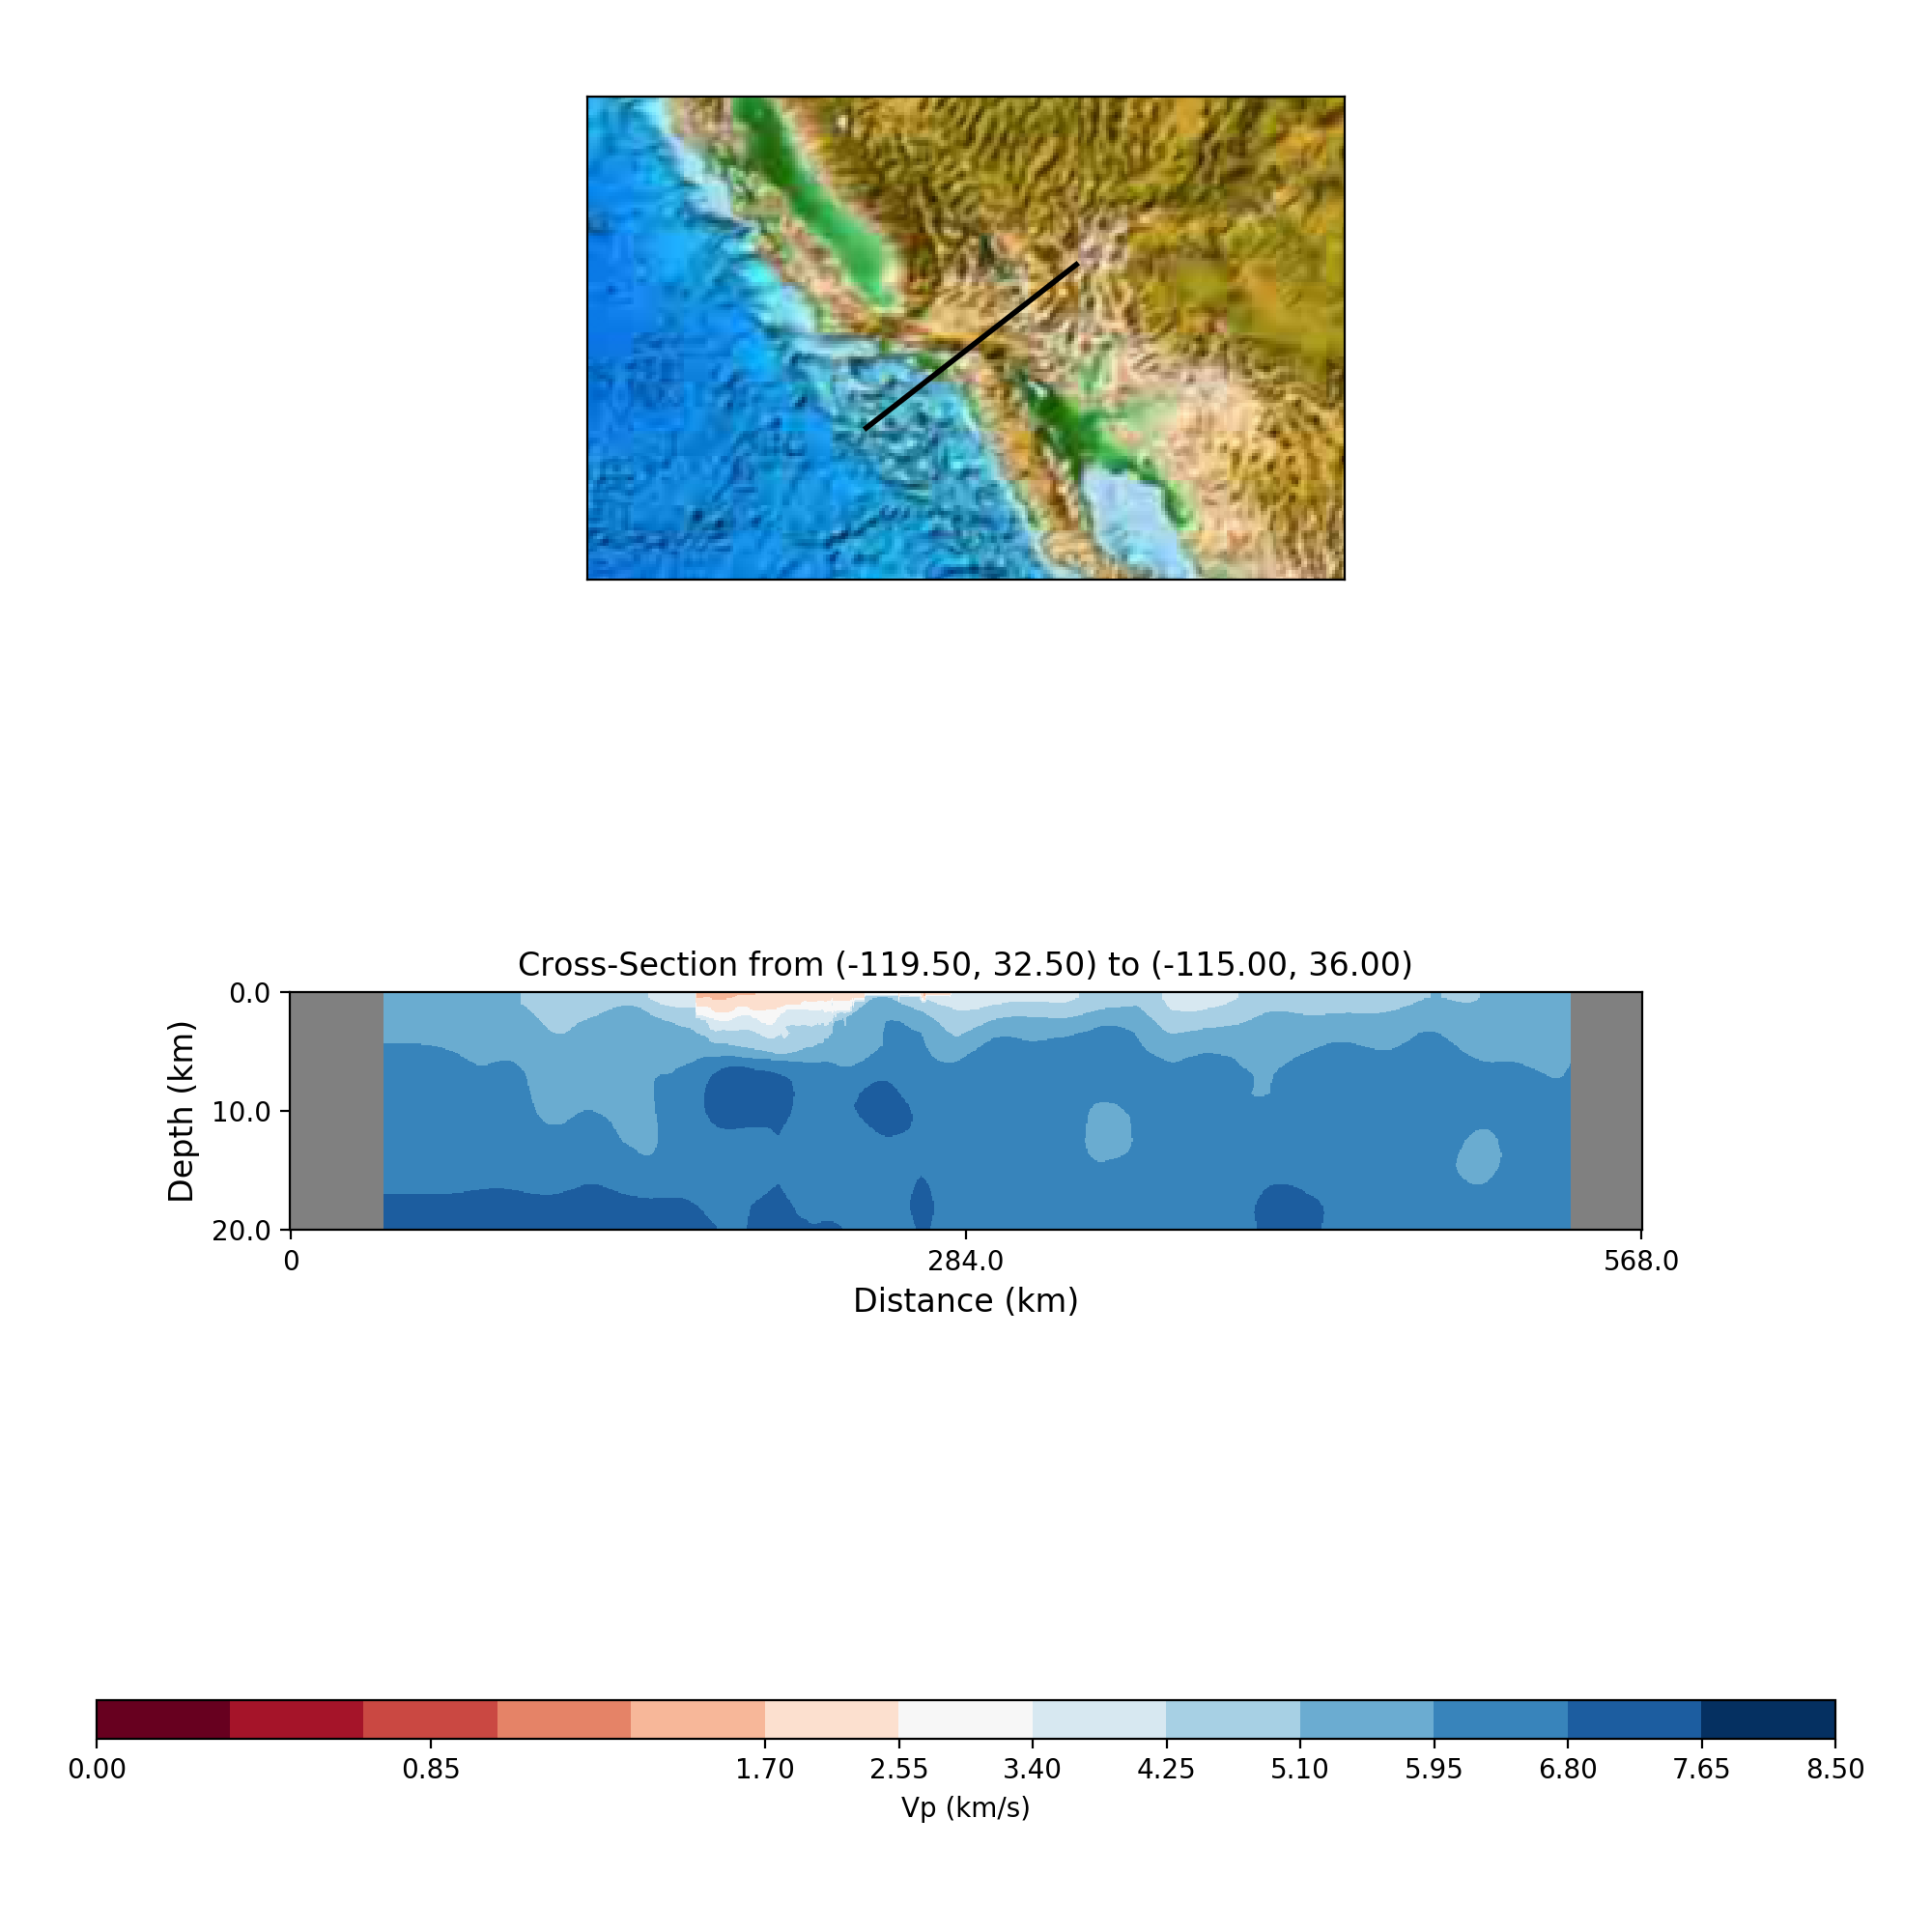 Cross-Section from (-119.50, 32.50) to (-115.00, 36.00)
0.0
10.0
20.0
Depth (km)
0 284.0 568.0
Distance (km)
0.00 0.85 1.70 2.55 3.40 4.25 5.10 5.95 6.80 7.65 8.50
Vp (km/s)